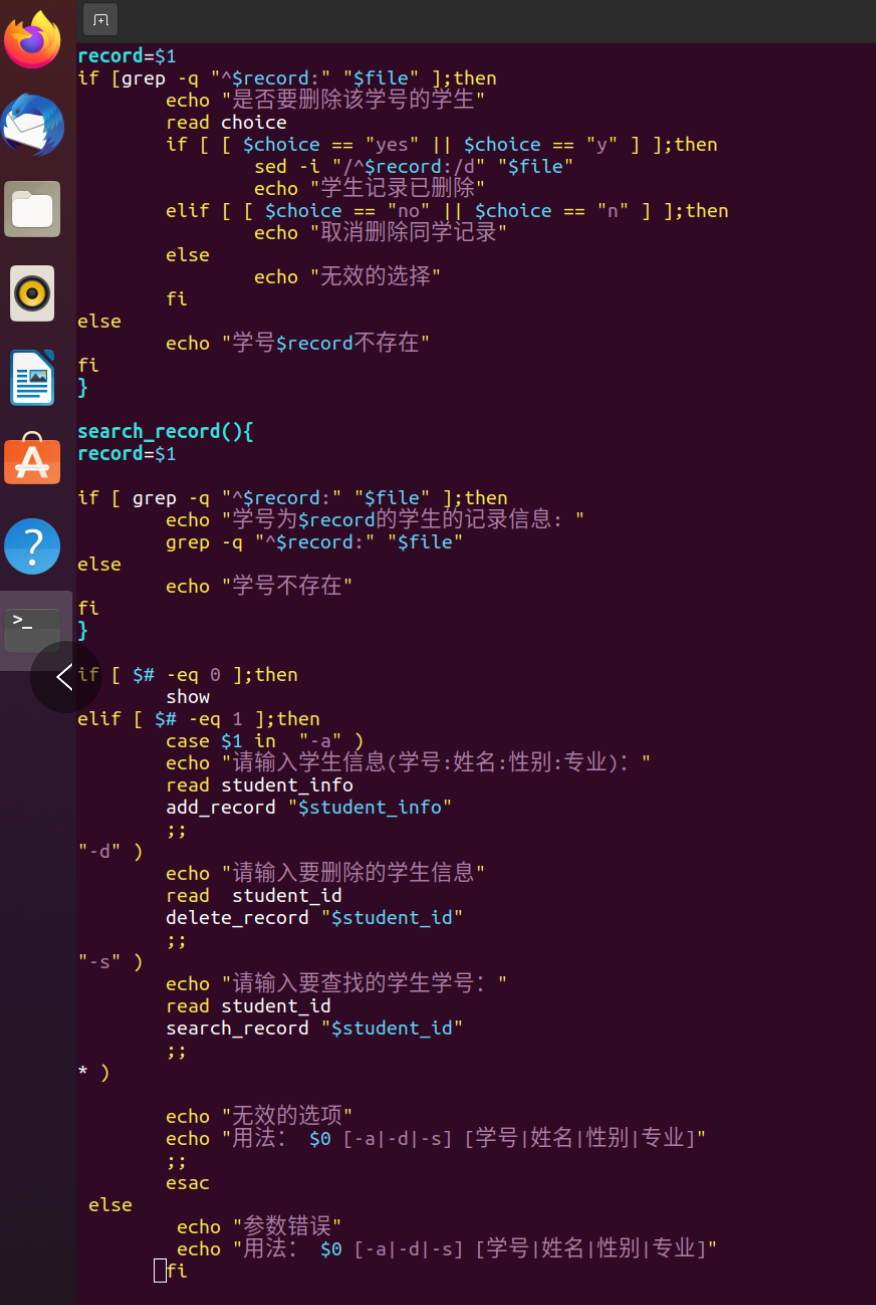 record=$1
if [grep -q "^$record:" "$file" ];then
echo "是否要删除该学号的学生"
read choice
if [ [ $choice == "yes" || $choice == "y" ] ];then
sed -i "/^$record:/d" "$file"
echo "学生记录已删除"
elif [ [ $choice == "no" || $choice == "n" ] ];then
echo "取消删除同学记录"
else
echo "无效的选择"
fi
else
echo "学号$record不存在"
fi
}
search_record(){
record=$1
if [ grep -q "^$record:" "$file" ];then
echo "学号为$record的学生的记录信息: "
grep -q "^$record:" "$file"
else
echo "学号不存在"
fi
}
if [ $# -eq 0 ];then
show
elif [ $# -eq 1 ];then
case $1 in  "-a" )
echo "请输入学生信息(学号:姓名:性别:专业): "
read student_info
add_record "$student_info"
;;
"-d" )
echo "请输入要删除的学生信息"
read  student_id
delete_record "$student_id"
;;
"-s" )
echo "请输入要查找的学生学号: "
read student_id
search_record "$student_id"
;;
* )
echo "无效的选项"
echo "用法:  $0 [-a|-d|-s] [学号|姓名|性别|专业]"
;;
esac
else
echo "参数错误"
echo "用法:  $0 [-a|-d|-s] [学号|姓名|性别|专业]"
fi